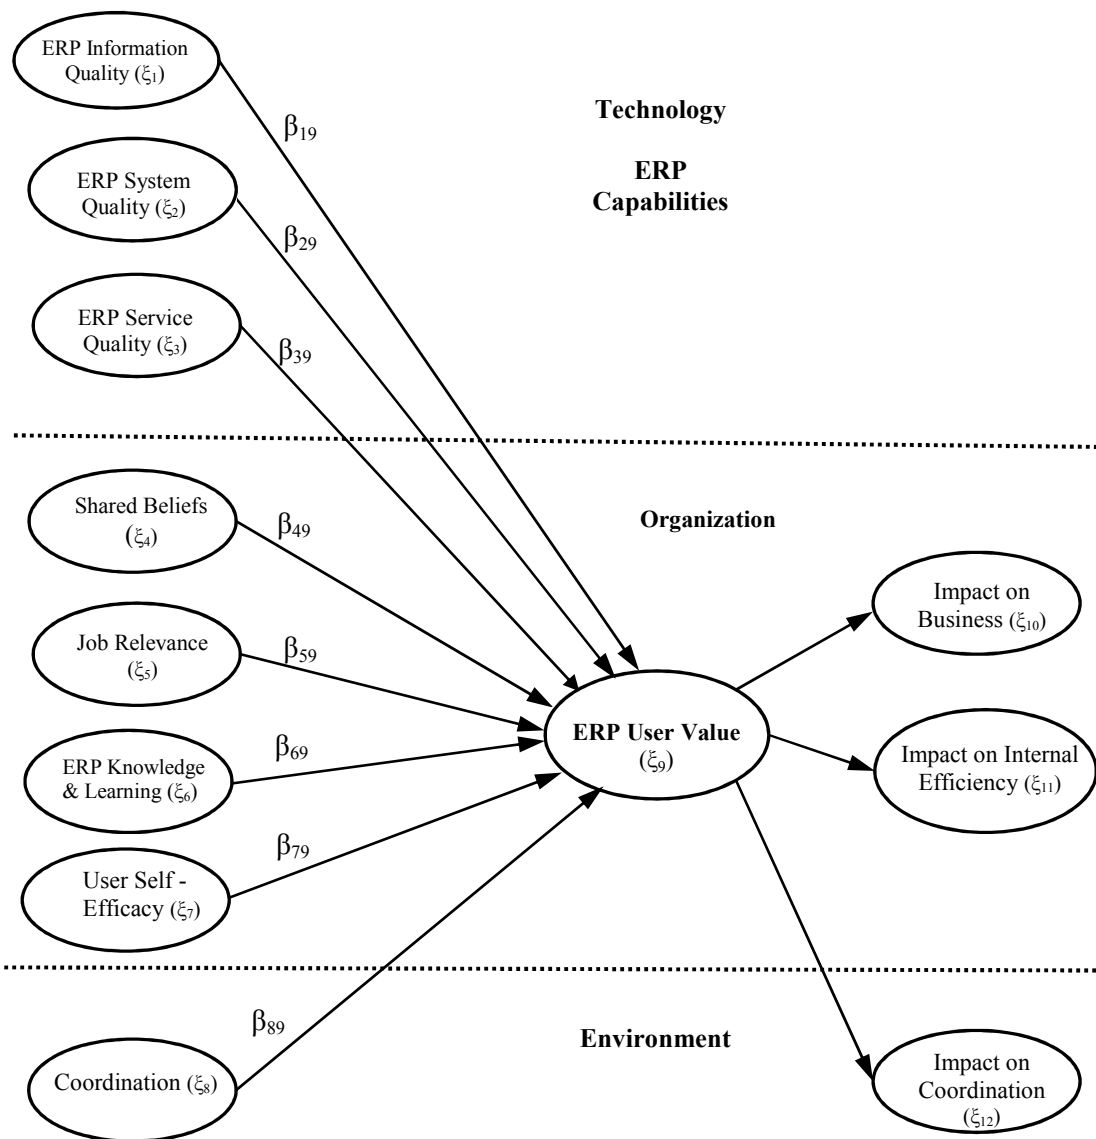 ERP Information
Quality (ξ₁)
β₁₉
Technology
ERP
Capabilities
ERP System
Quality (ξ₂)
β₂₉
ERP Service
Quality (ξ₃)
β₃₉
Shared Beliefs
(ξ₄)
β₄₉
Organization
Impact on
Business (ξ₁₀)
Job Relevance
(ξ₅)
β₅₉
ERP User Value
(ξ₉)
Impact on Internal
Efficiency (ξ₁₁)
ERP Knowledge
& Learning (ξ₆)
β₆₉
User Self -
Efficacy (ξ₇)
β₇₉
β₈₉
Environment
Coordination (ξ₈)
Impact on
Coordination
(ξ₁₂)